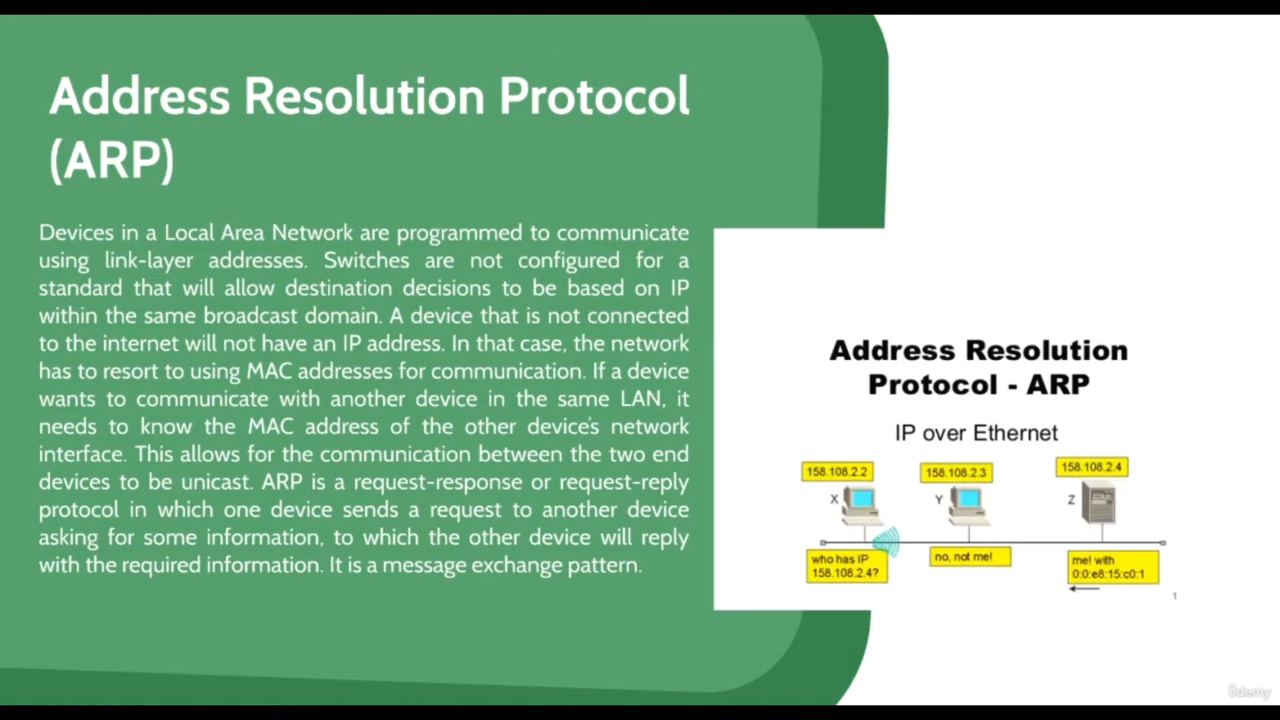 Address Resolution Protocol
(ARP)
Devices in a Local Area Network are programmed to communicate
using link-layer addresses. Switches are not configured for a
standard that will allow destination decisions to be based on IP
within the same broadcast domain. A device that is not connected
to the internet will not have an IP address. In that case, the network
has to resort to using MAC addresses for communication. If a device
wants to communicate with another device in the same LAN, it
needs to know the MAC address of the other device's network
interface. This allows for the communication between the two end
devices to be unicast. ARP is a request-response or request-reply
protocol in which one device sends a request to another device
asking for some information, to which the other device will reply
with the required information. It is a message exchange pattern.
Address Resolution
Protocol - ARP
IP over Ethernet
158.108.2.2
158.108.2.3
158.108.2.4
X
Y
Z
who has IP
158.108.2.4?
no, not me!
me! with
0:0:e8:15:c0:1
1
ûdemy